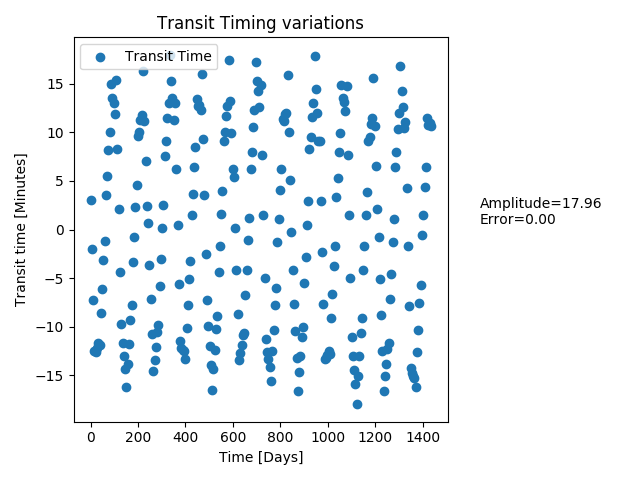 Transit Timing variations
Transit Time
Transit time [Minutes]
15
10
5
0
−5
−10
−15
0 200 400 600 800 1000 1200 1400
Time [Days]
Amplitude=17.96
Error=0.00